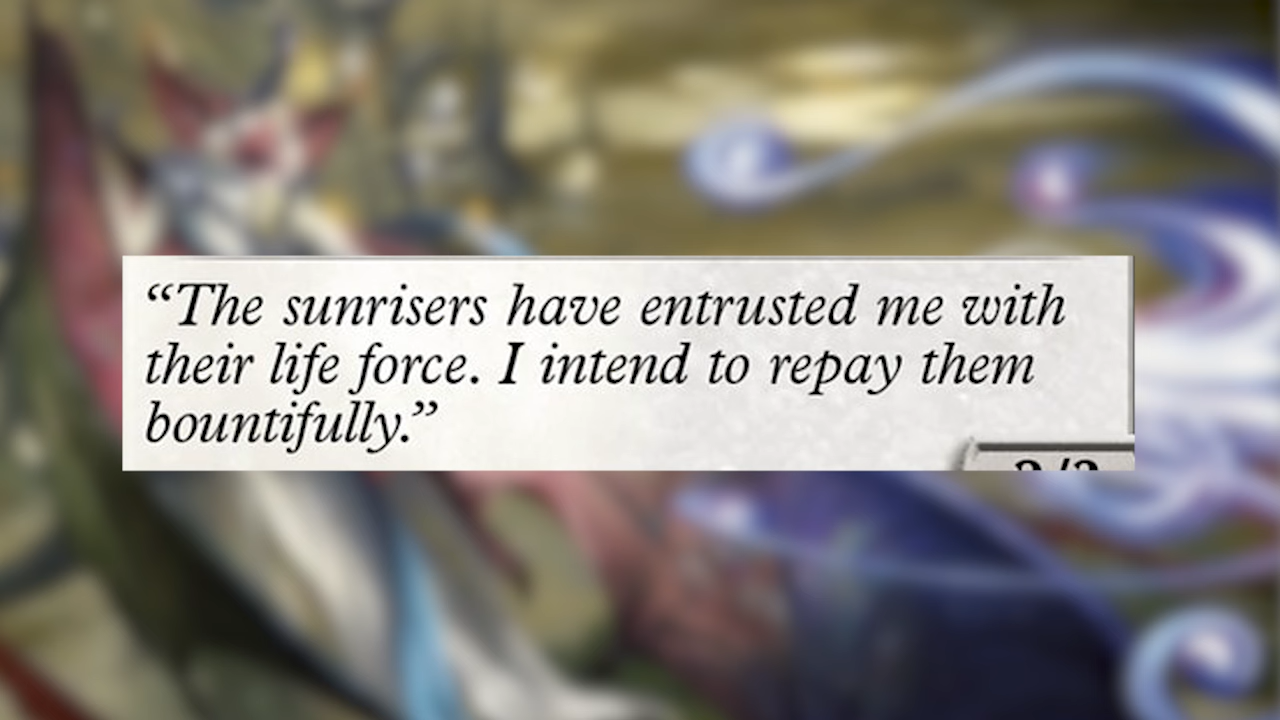 “The sunrisers have entrusted me with
their life force. I intend to repay them
bountifully.”